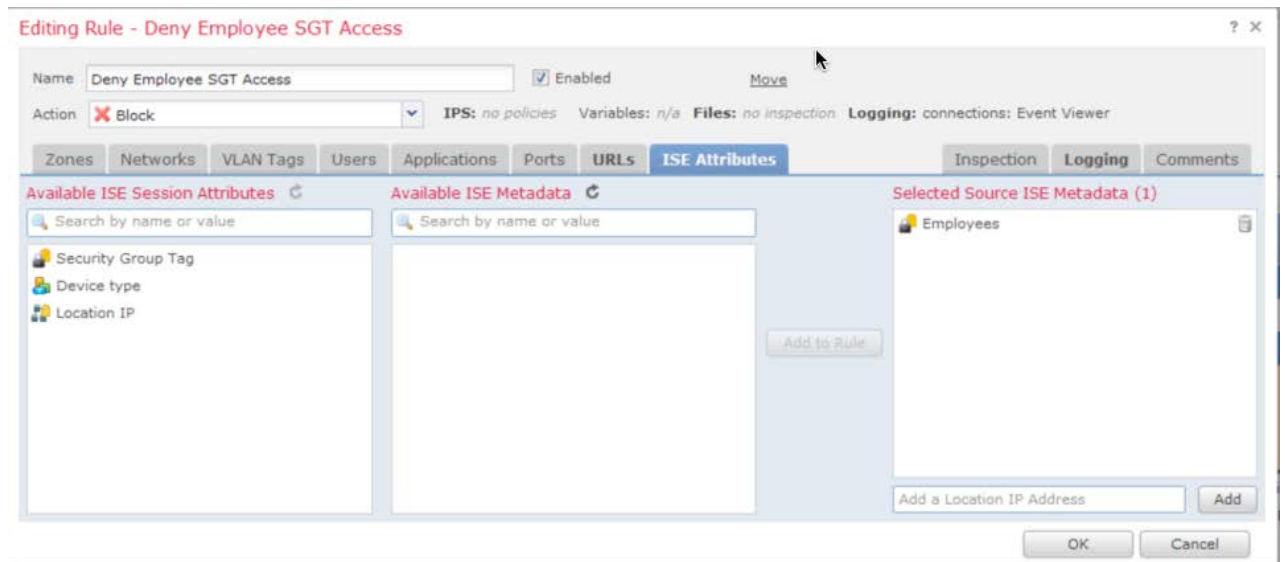 Editing Rule - Deny Employee SGT Access ? ×
Name Deny Employee SGT Access Enabled Move
Action Block IPS: no policies Variables: n/a Files: no inspection Logging: connections: Event Viewer
Zones Networks VLAN Tags Users Applications Ports URLs ISE Attributes Inspection Logging Comments
Available ISE Session Attributes Available ISE Metadata Selected Source ISE Metadata (1)
Search by name or value Search by name or value Employees
Security Group Tag
Device type
Location IP
Add to Rule
Add a Location IP Address Add
OK Cancel